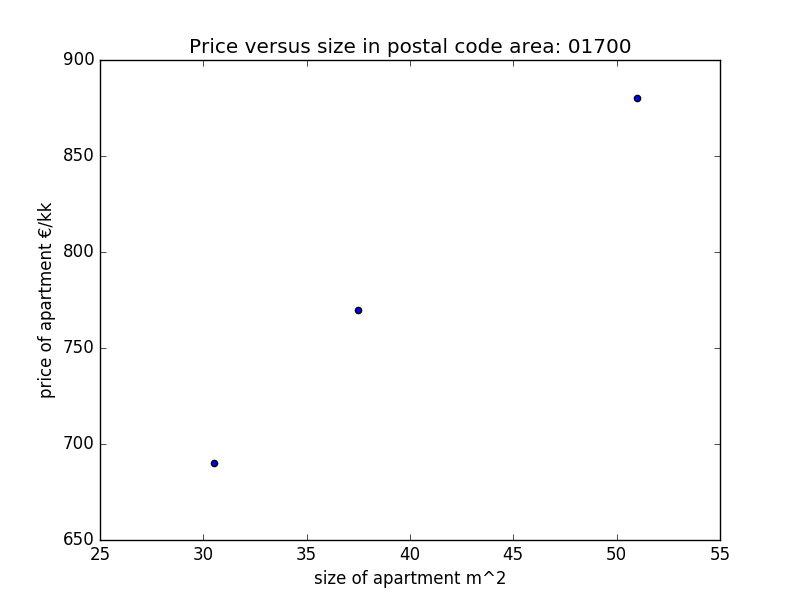 Price versus size in postal code area: 01700
900
850
800
750
700
650
price of apartment €/kk
25 30 35 40 45 50 55
size of apartment m^2